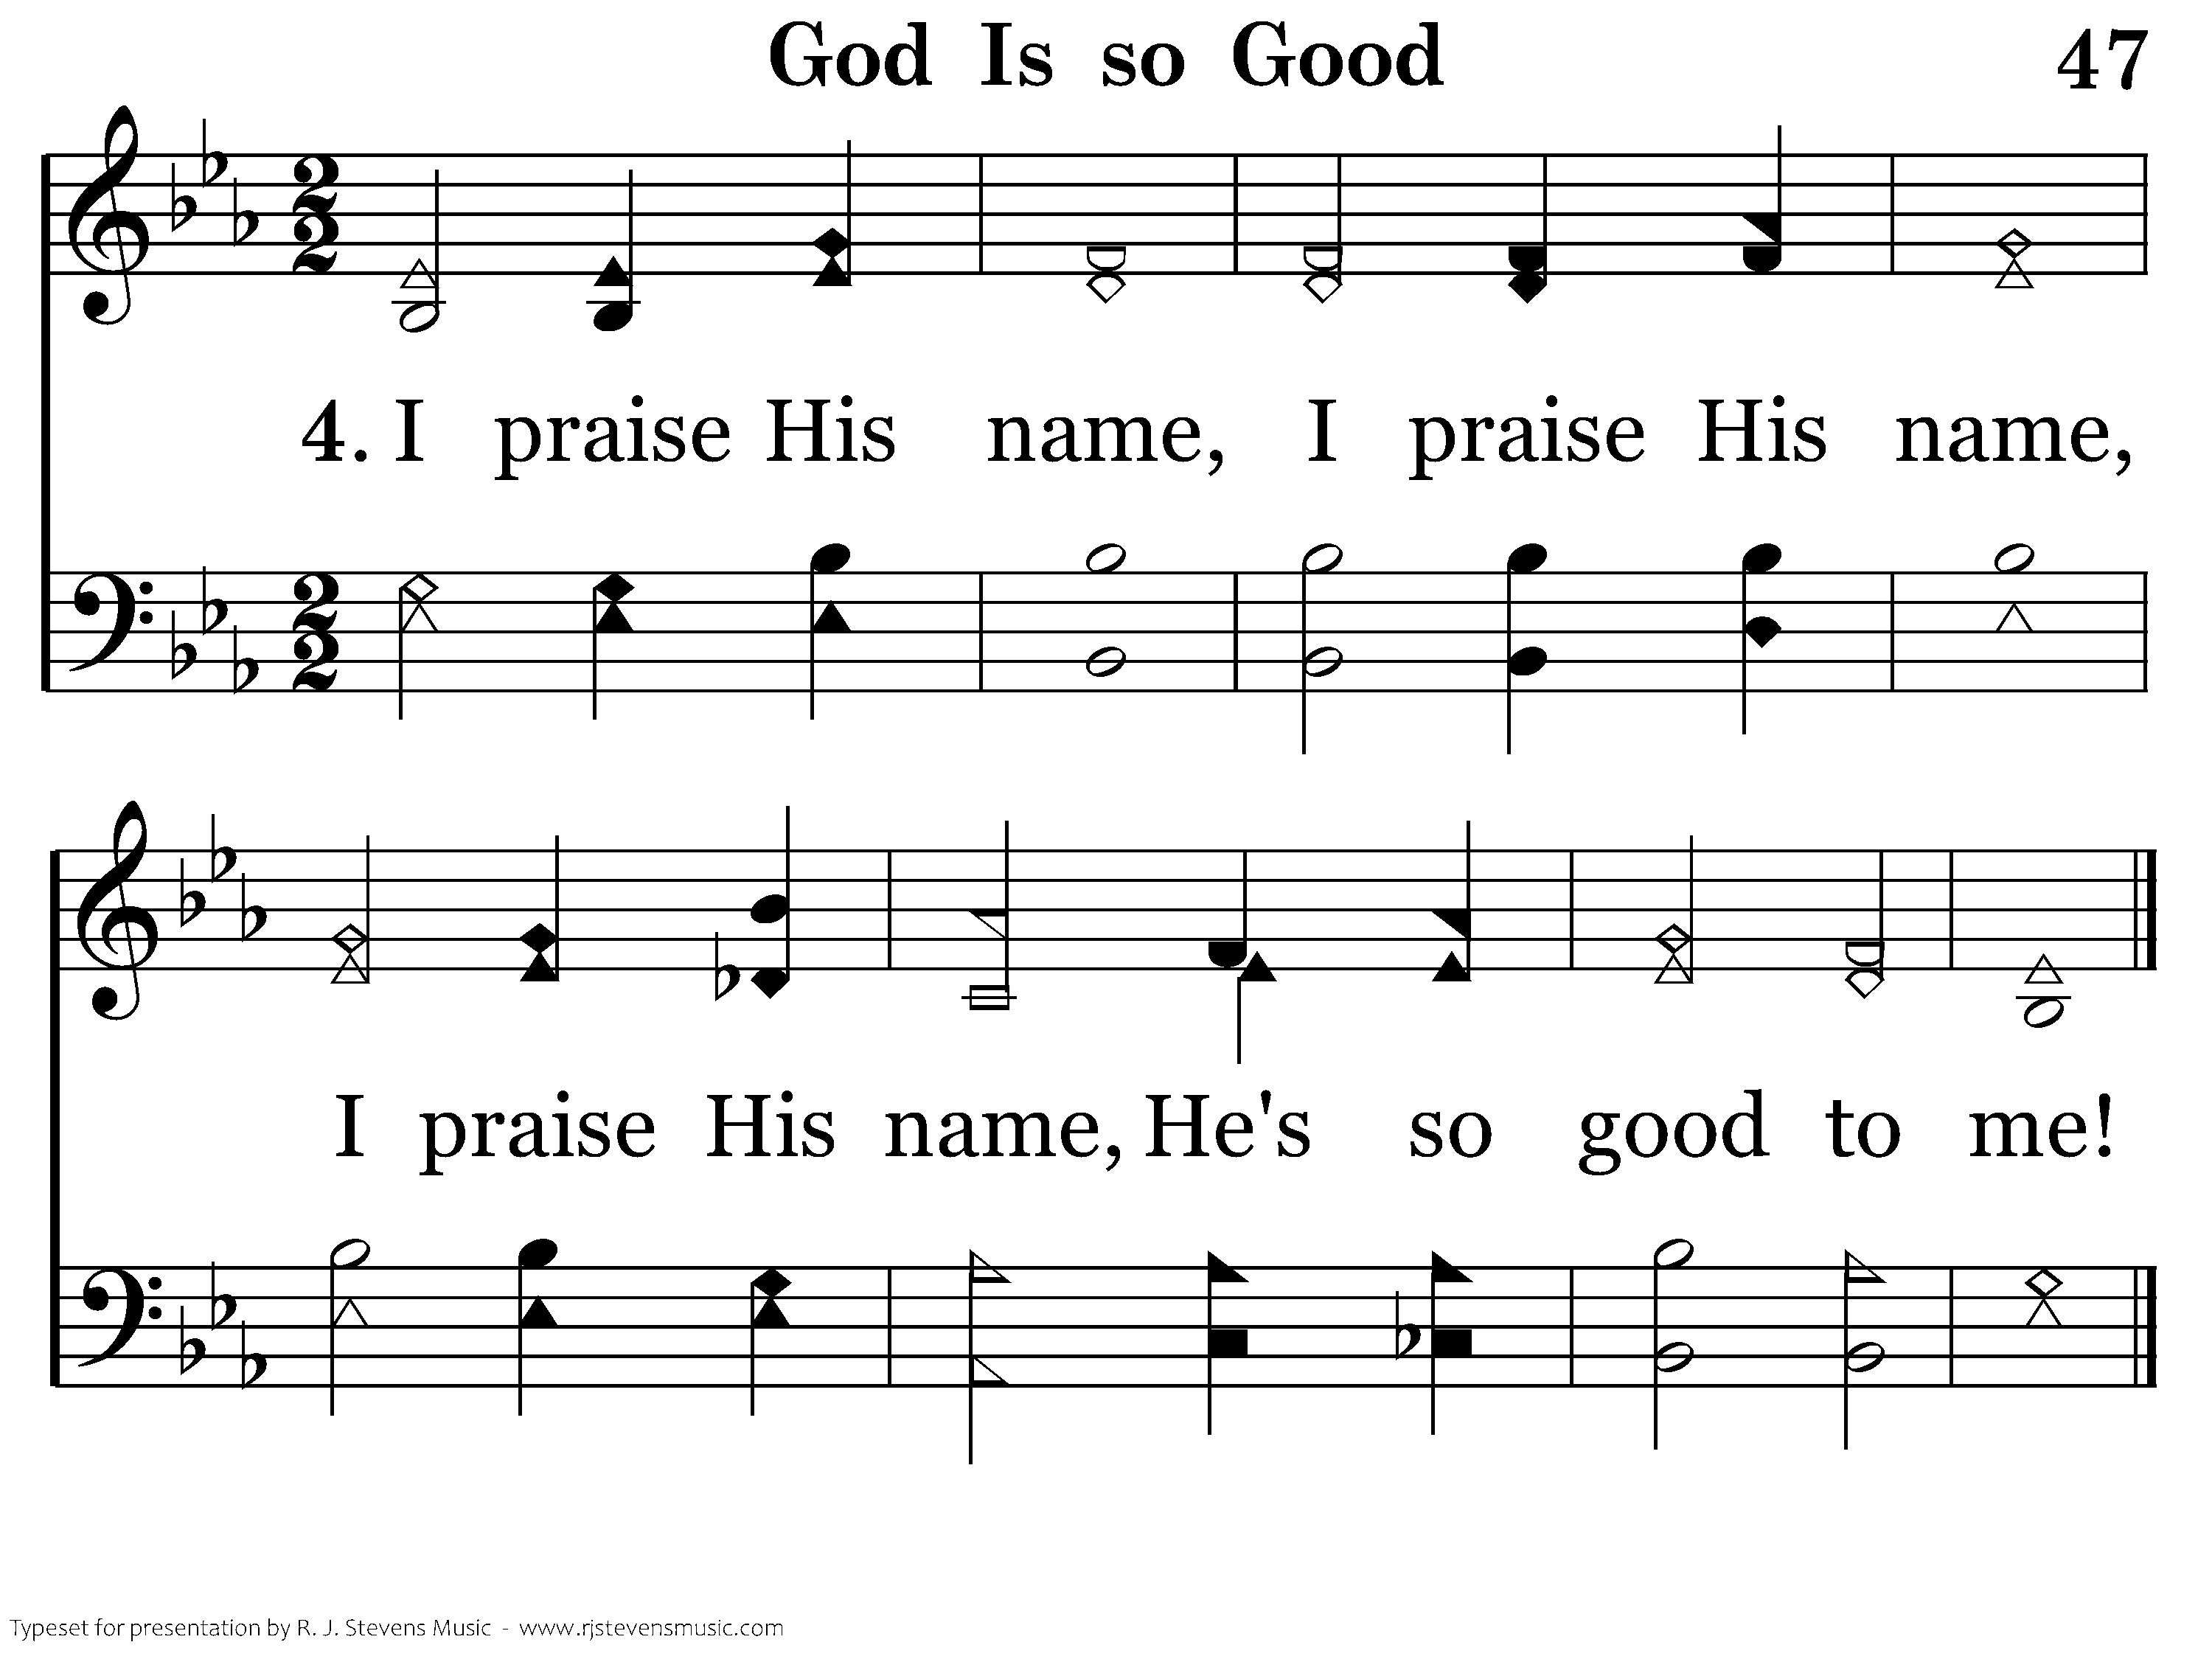 God Is so Good 47
4. I praise His name, I praise His name,
I praise His name, He's so good to me!
Typeset for presentation by R. J. Stevens Music - www.rjstevensmusic.com